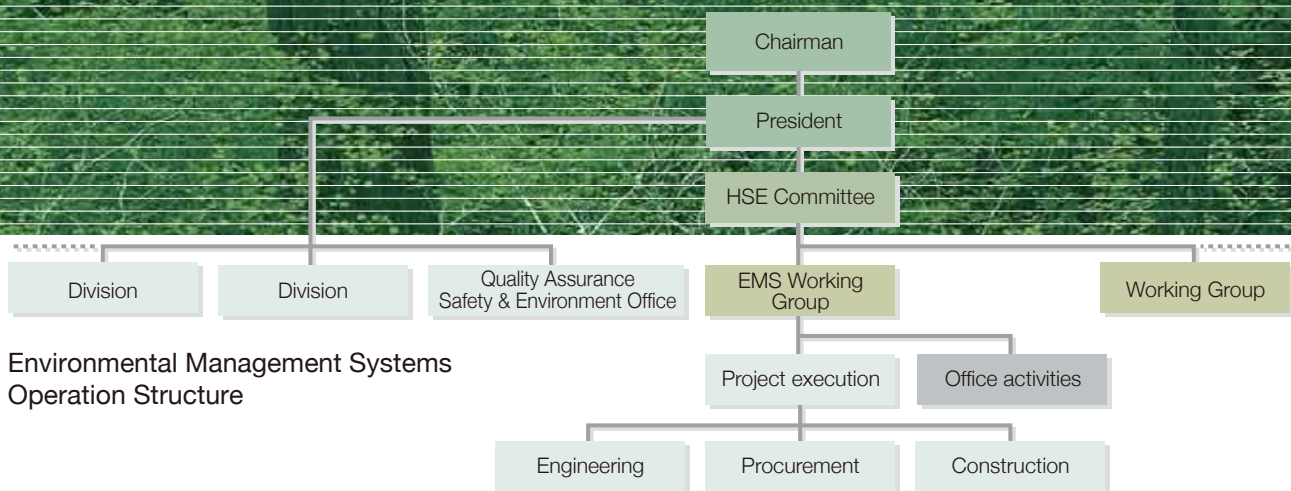 Chairman
President
HSE Committee
Division
Division
Quality Assurance
Safety & Environment Office
EMS Working
Group
Working Group
Environmental Management Systems
Operation Structure
Project execution
Office activities
Engineering
Procurement
Construction